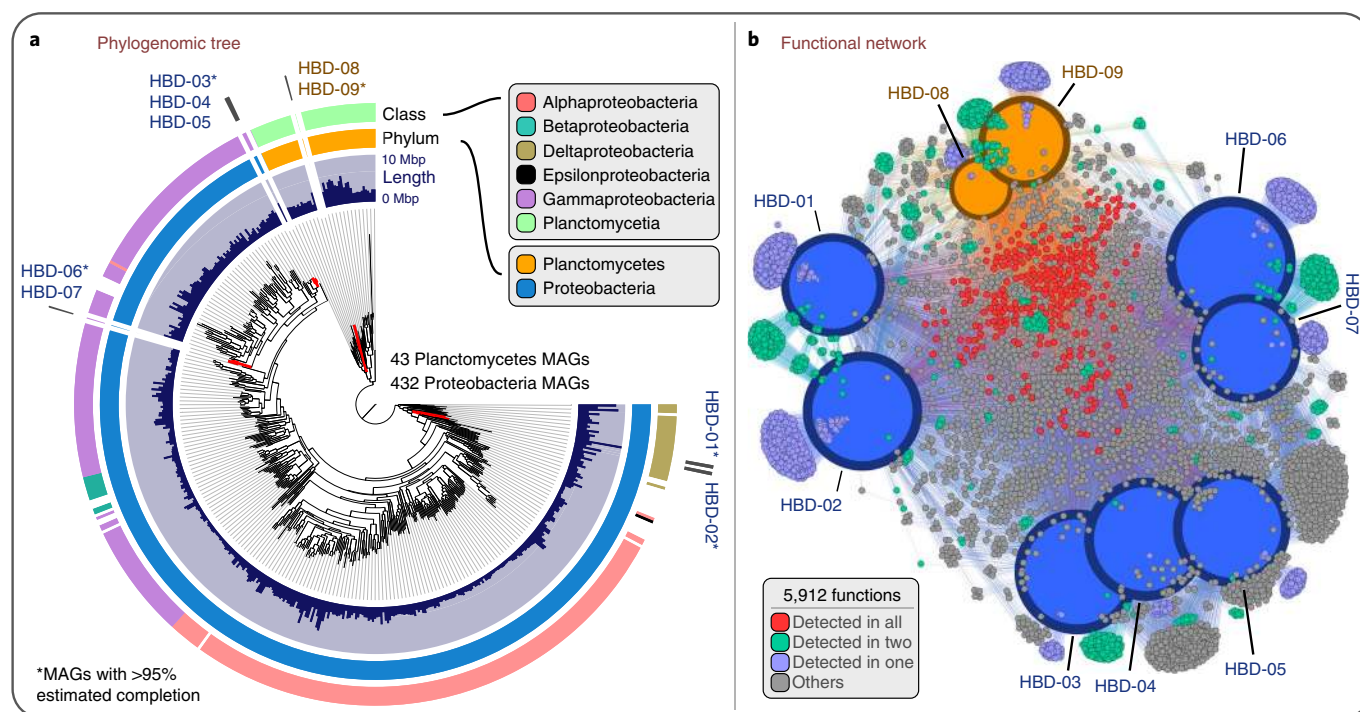 a
Phylogenomic tree
HBD-03*
HBD-04
HBD-05
HBD-08
HBD-09*
Class
Phylum
10 Mbp
Length
0 Mbp
Alphaproteobacteria
Betaproteobacteria
Deltaproteobacteria
Epsilonproteobacteria
Gammaproteobacteria
Planctomycetia
Planctomycetes
Proteobacteria
HBD-06*
HBD-07
43 Planctomycetes MAGs
432 Proteobacteria MAGs
HBD-01*
HBD-02*
*MAGs with >95%
estimated completion
b
Functional network
HBD-09
HBD-08
HBD-06
HBD-01
HBD-07
HBD-02
5,912 functions
Detected in all
Detected in two
Detected in one
Others
HBD-03
HBD-04
HBD-05